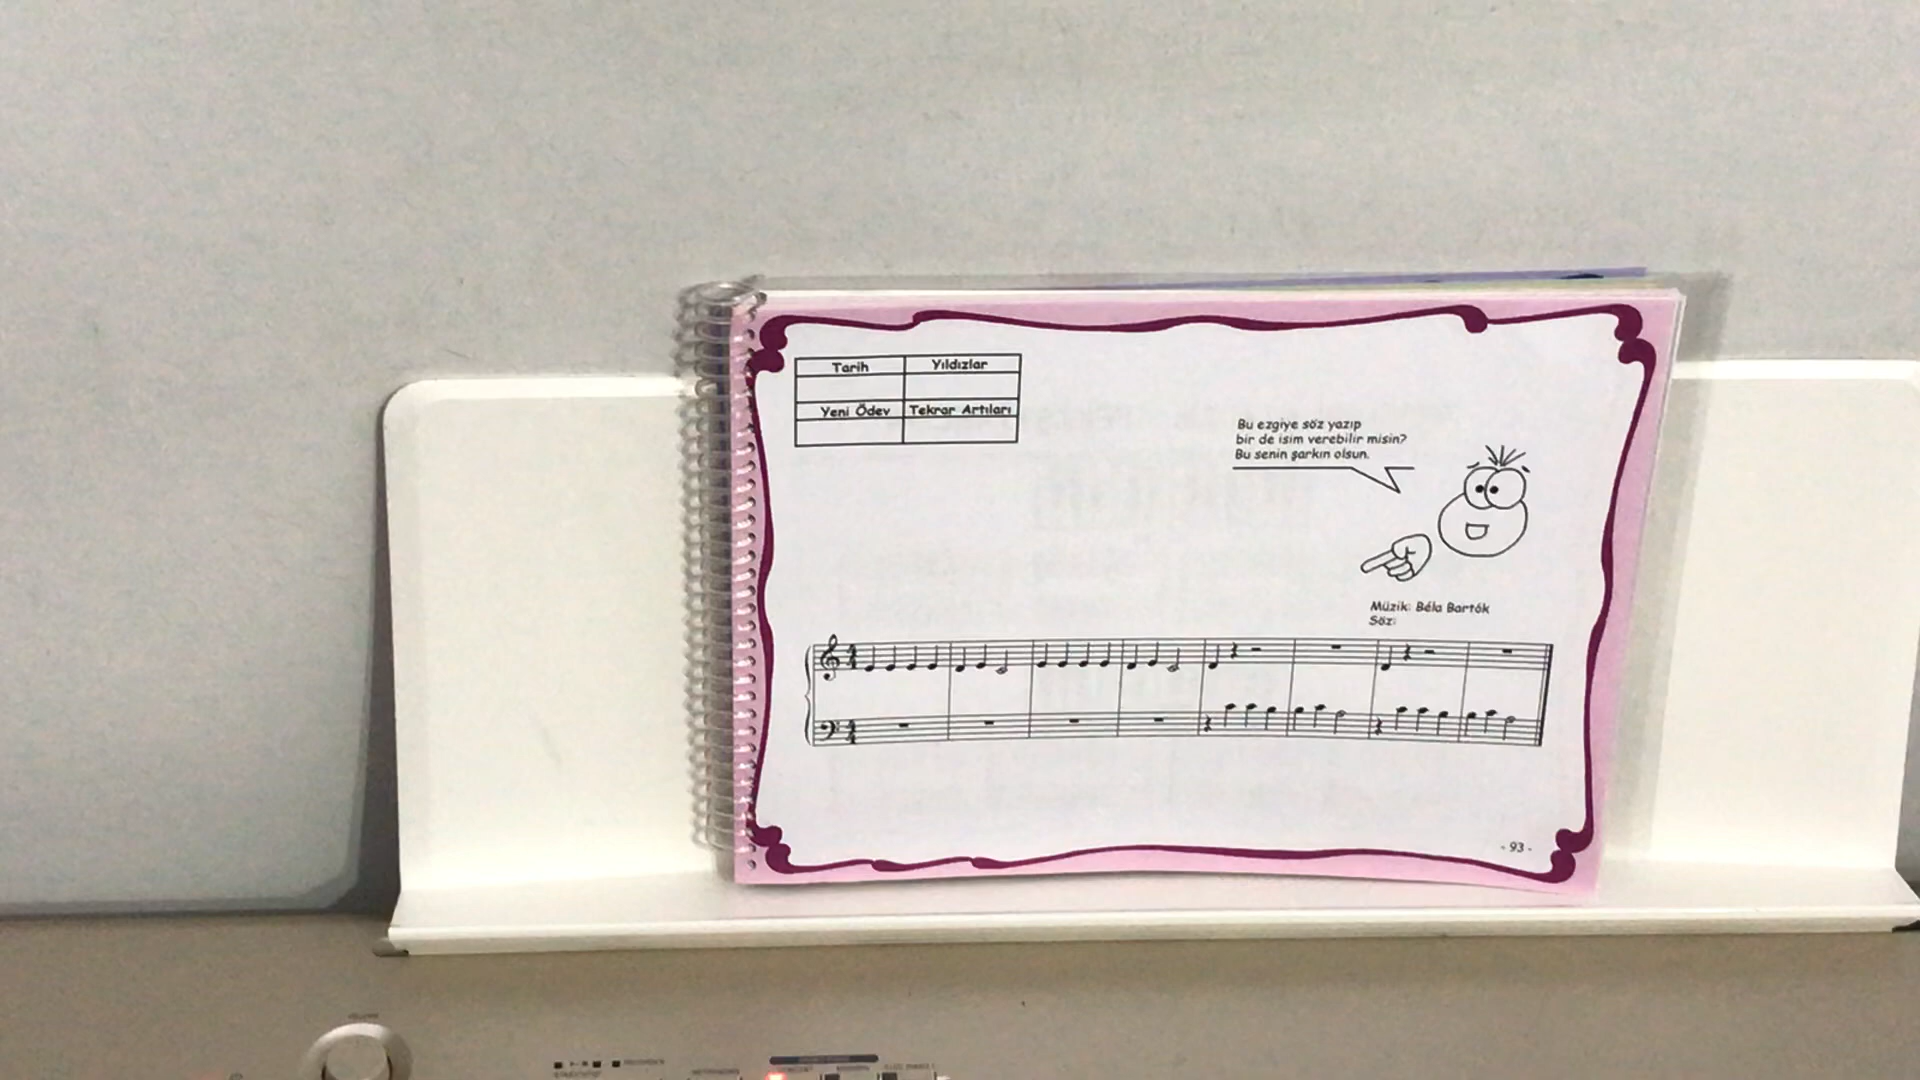 Tarih Yıldızlar
Yeni Ödev Tekrar Artıları
Bu ezgiye söz yazıp
bir de isim verebilir misin?
Bu senin şarkın olsun.
Müzik: Béla Bartók
Söz:
- 93 -